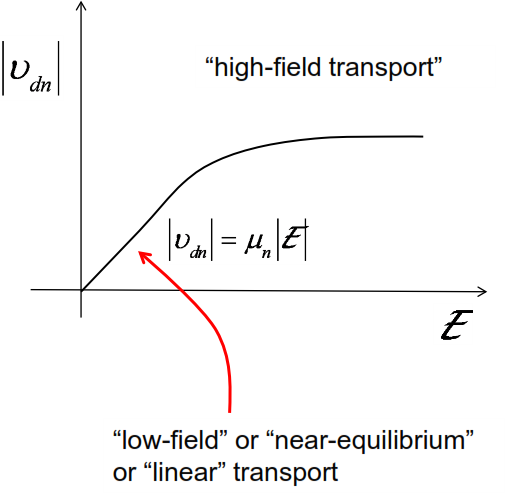 |υdn|
“high-field transport”
|υdn| = μn|Ɛ|
Ɛ
“low-field” or “near-equilibrium”
or “linear” transport